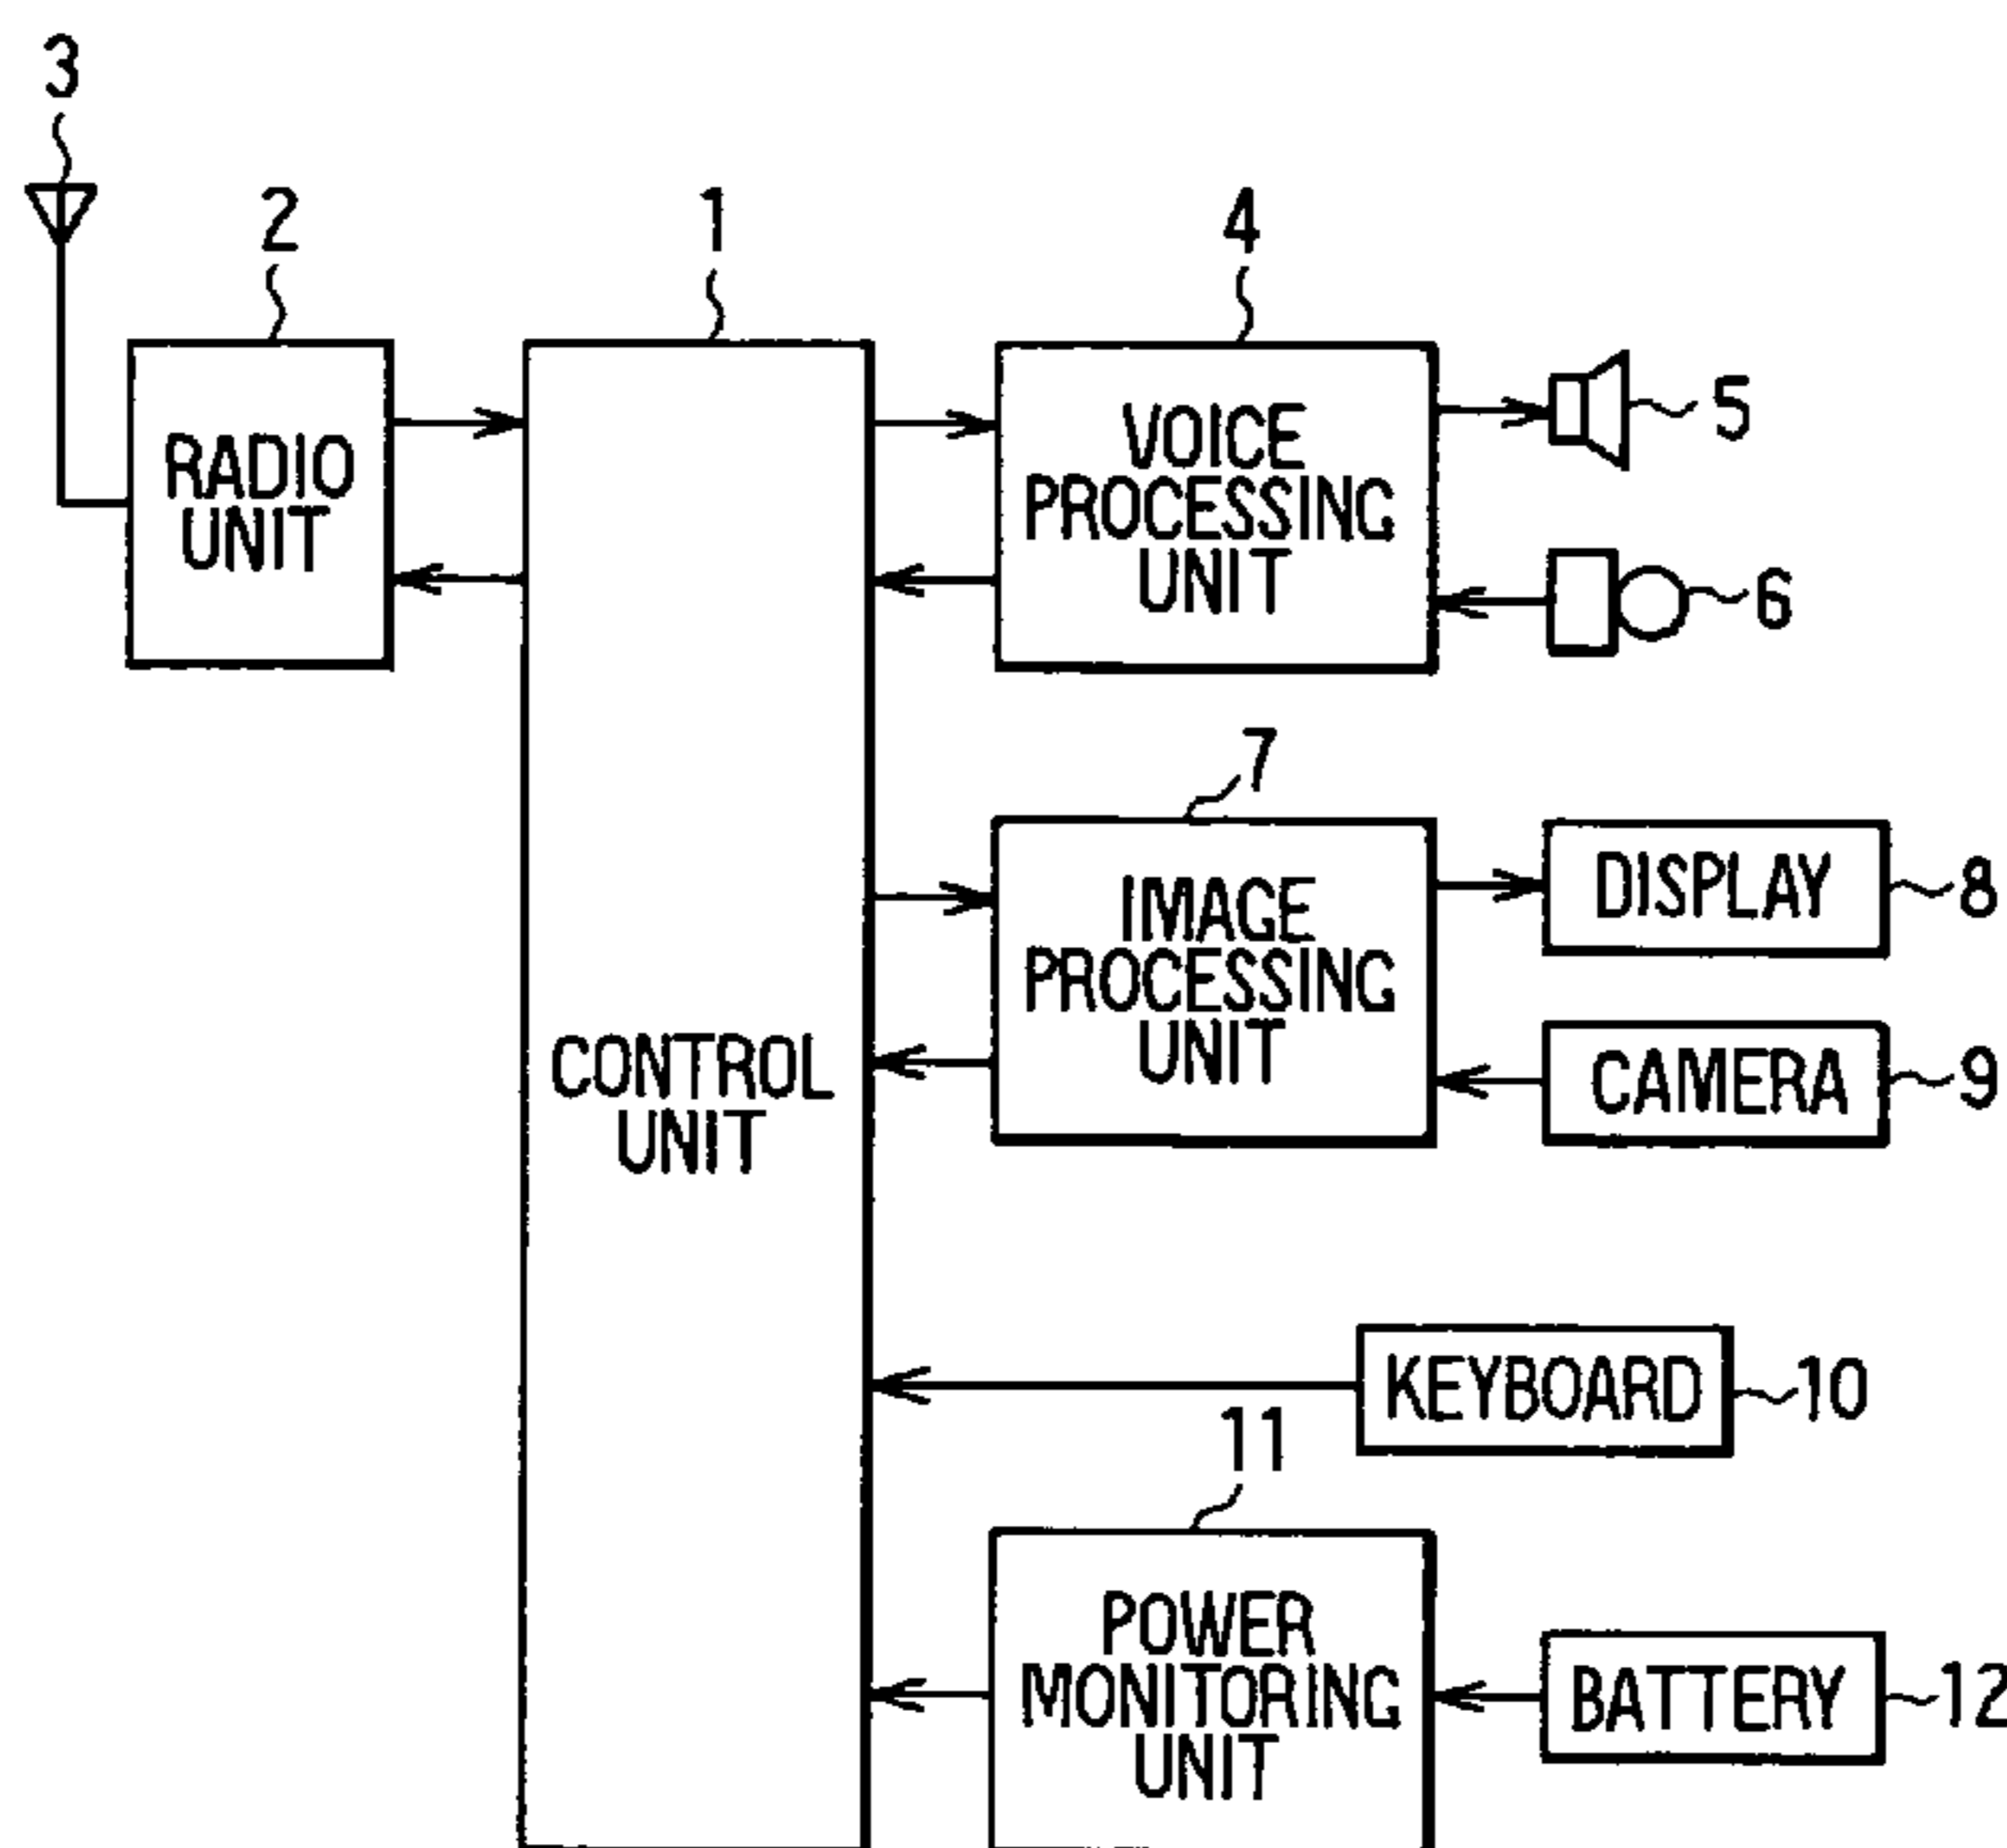 3
2
1
4
RADIO
UNIT
VOICE
PROCESSING
UNIT
5
6
7
IMAGE
PROCESSING
UNIT
DISPLAY
8
CONTROL
UNIT
CAMERA
9
KEYBOARD
10
11
POWER
MONITORING
UNIT
BATTERY
12